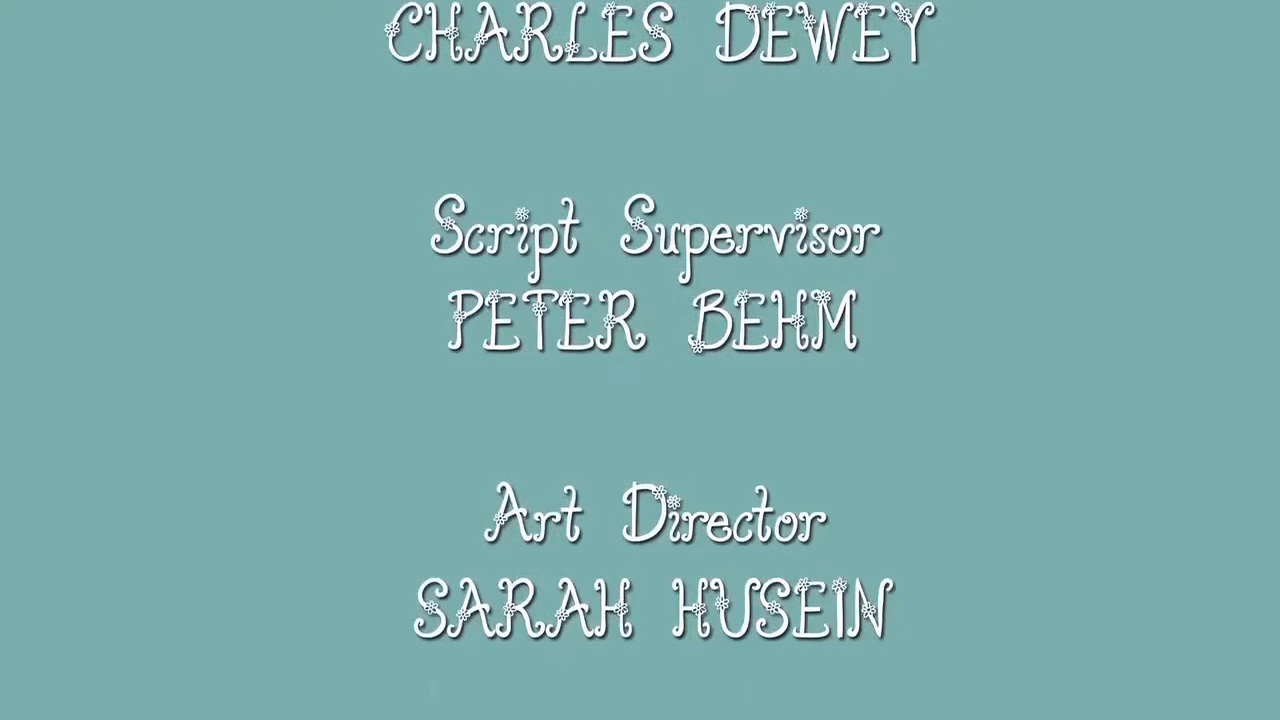 CHARLES DEWEY
Script Supervisor
PETER BEHM
Art Director
SARAH HUSEIN